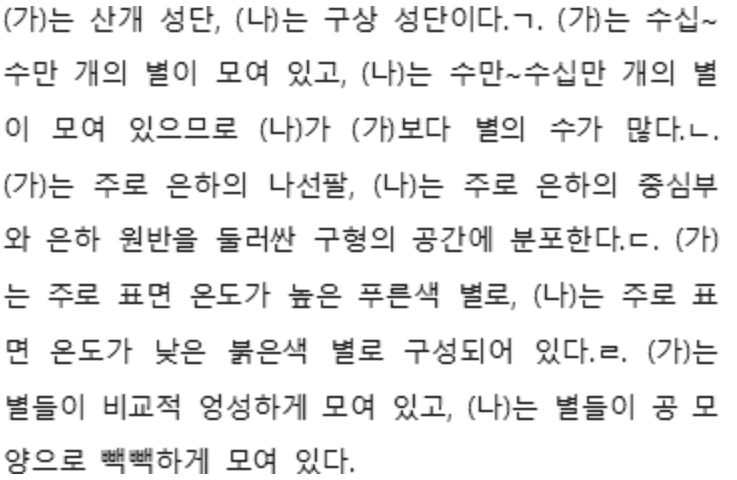 (가)는 산개 성단, (나)는 구상 성단이다.ㄱ. (가)는 수십~
수만 개의 별이 모여 있고, (나)는 수만~수십만 개의 별
이 모여 있으므로 (나)가 (가)보다 별의 수가 많다.ㄴ.
(가)는 주로 은하의 나선팔, (나)는 주로 은하의 중심부
와 은하 원반을 둘러싼 구형의 공간에 분포한다.ㄷ. (가)
는 주로 표면 온도가 높은 푸른색 별로, (나)는 주로 표
면 온도가 낮은 붉은색 별로 구성되어 있다.ㄹ. (가)는
별들이 비교적 엉성하게 모여 있고, (나)는 별들이 공 모
양으로 빽빽하게 모여 있다.